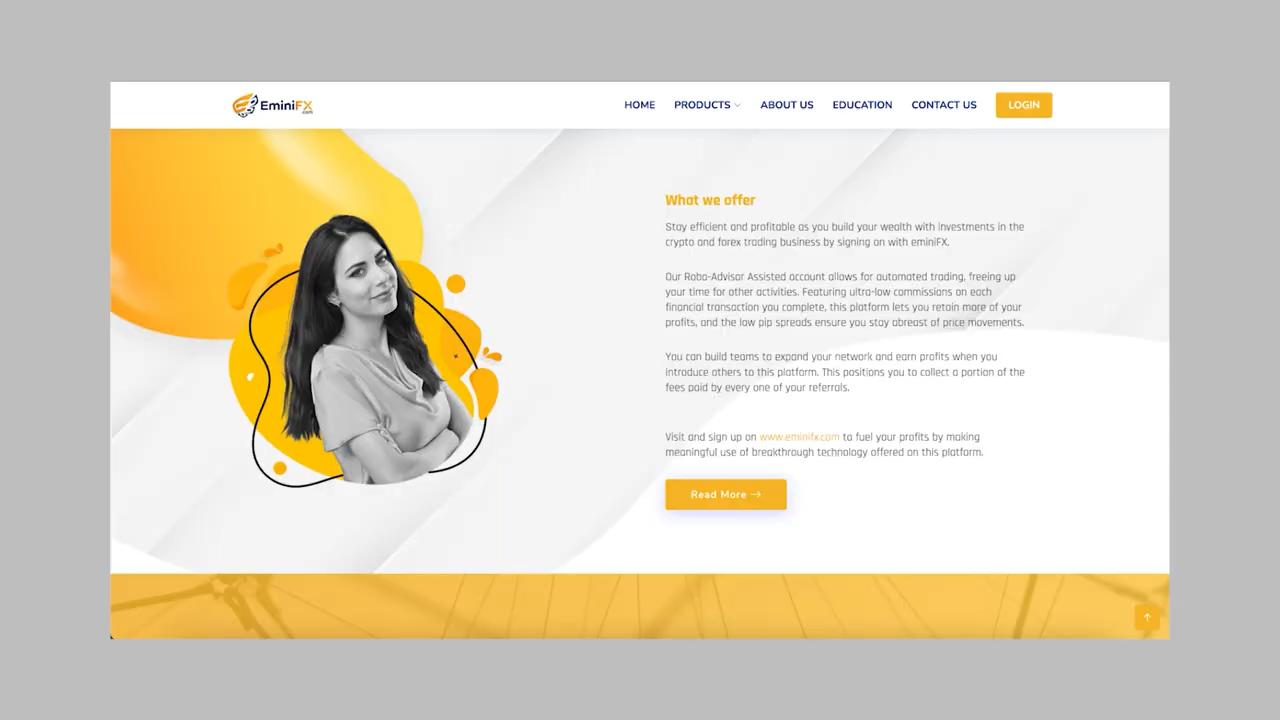 EminiFX
.com
HOME
PRODUCTS
ABOUT US
EDUCATION
CONTACT US
LOGIN
What we offer
Stay efficient and profitable as you build your wealth with investments in the
crypto and forex trading business by signing on with eminiFX.
Our Robo-Advisor Assisted account allows for automated trading, freeing up
your time for other activities. Featuring ultra-low commissions on each
financial transaction you complete, this platform lets you retain more of your
profits, and the low pip spreads ensure you stay abreast of price movements.
You can build teams to expand your network and earn profits when you
introduce others to this platform. This positions you to collect a portion of the
fees paid by every one of your referrals.
Visit and sign up on www.eminifx.com to fuel your profits by making
meaningful use of breakthrough technology offered on this platform.
Read More →